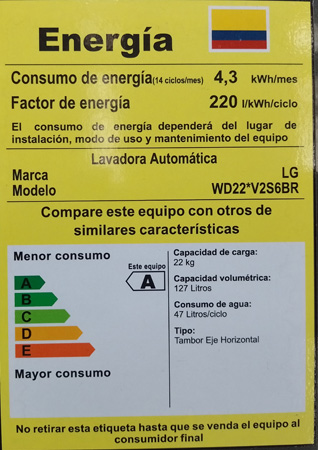 Energía
Consumo de energía(14 ciclos/mes) 4,3 kWh/mes
Factor de energía 220 l/kWh/ciclo
El consumo de energía dependerá del lugar de
instalación, modo de uso y mantenimiento del equipo
Lavadora Automática
Marca LG
Modelo WD22*V2S6BR
Compare este equipo con otros de
similares características
Menor consumo
Este equipo
A
A
B
C
D
E
Mayor consumo
Capacidad de carga:
22 kg
Capacidad volumétrica:
127 Litros
Consumo de agua:
47 Litros/ciclo
Tipo:
Tambor Eje Horizontal
No retirar esta etiqueta hasta que se venda el equipo al
consumidor final